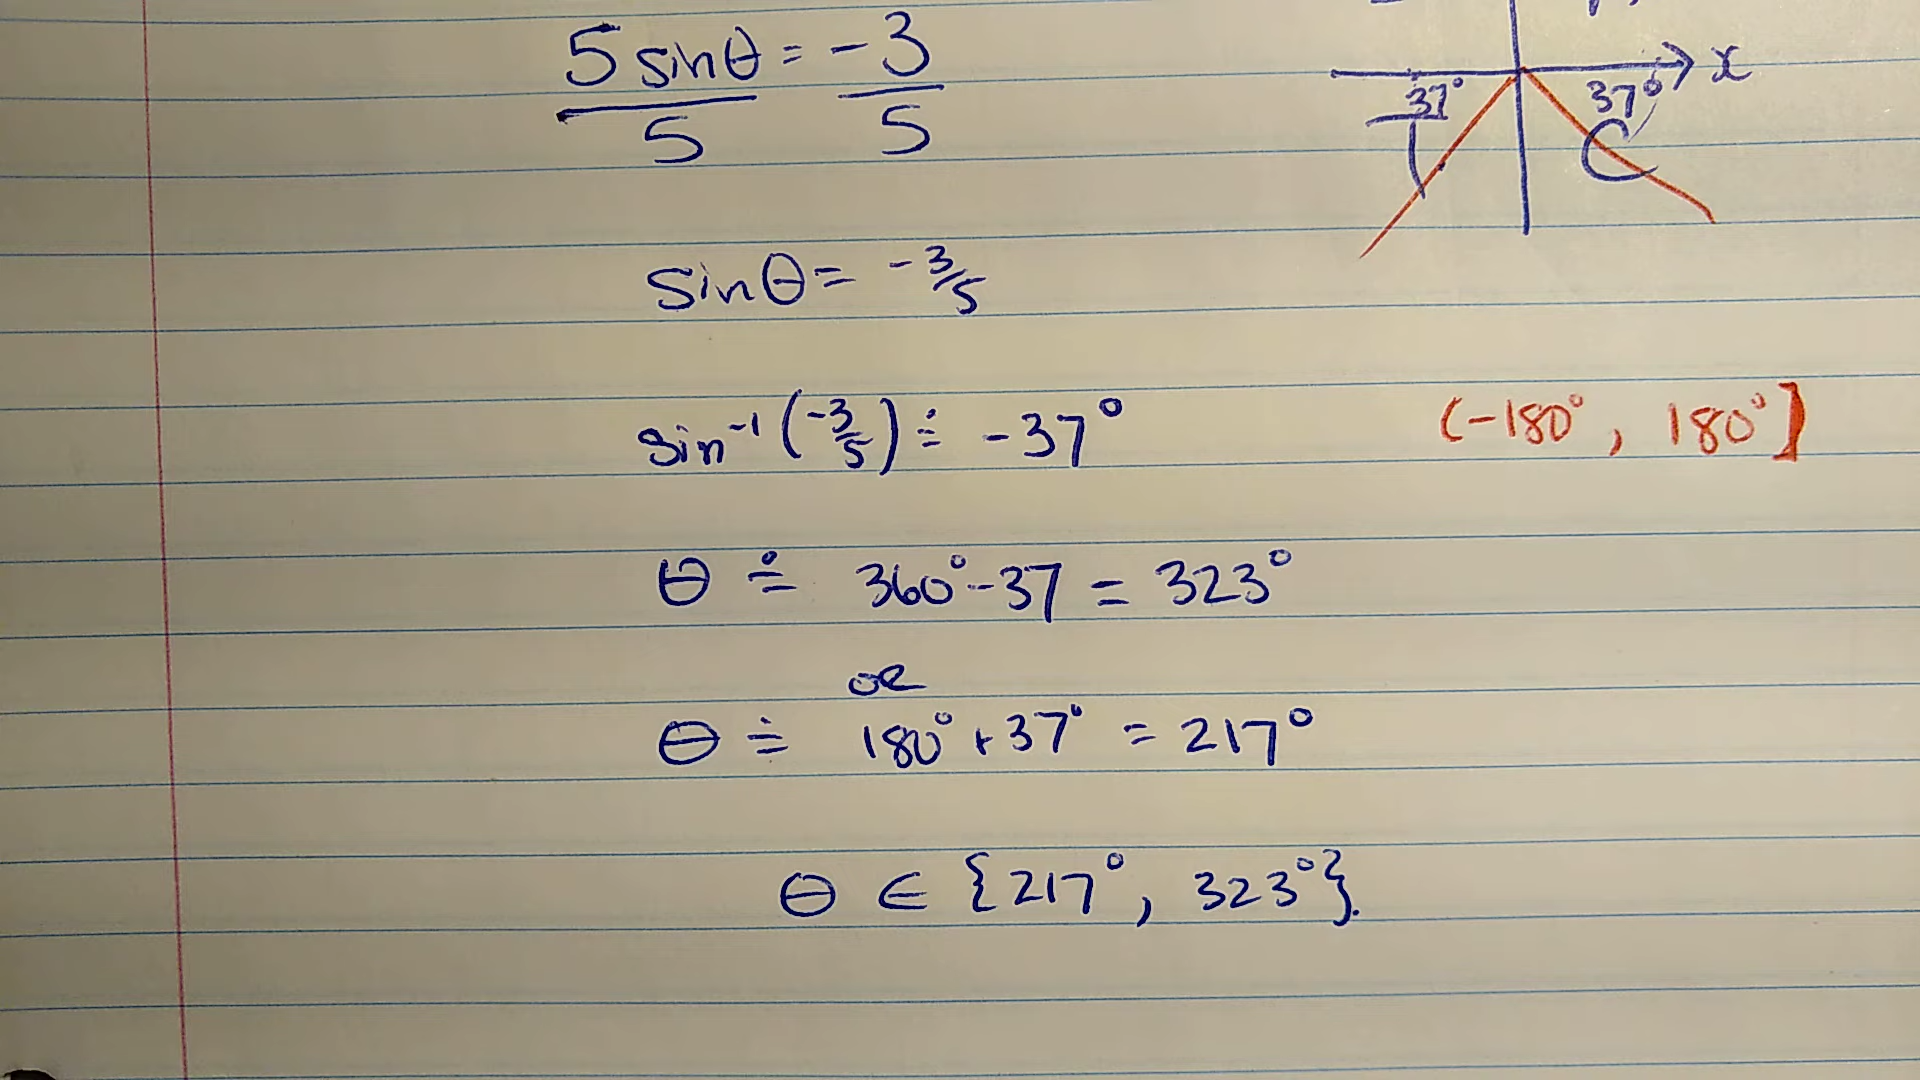 5 sinθ = -3
5 5
x
37° 37°
sinθ = -3/5
sin⁻¹(-3/5) ≐ -37°
(-180°, 180°]
θ ≐ 360°-37 = 323°
or
θ ≐ 180°+37° = 217°
θ ∈ {217°, 323°}.